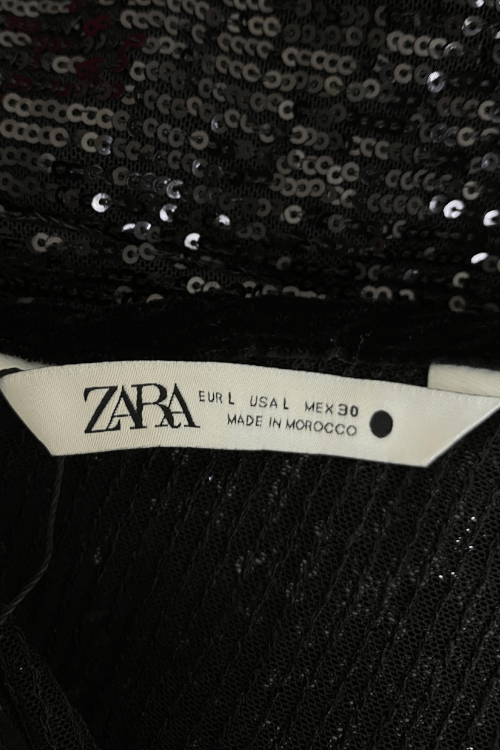 ZARA
EUR L USA L MEX 30
MADE IN MOROCCO